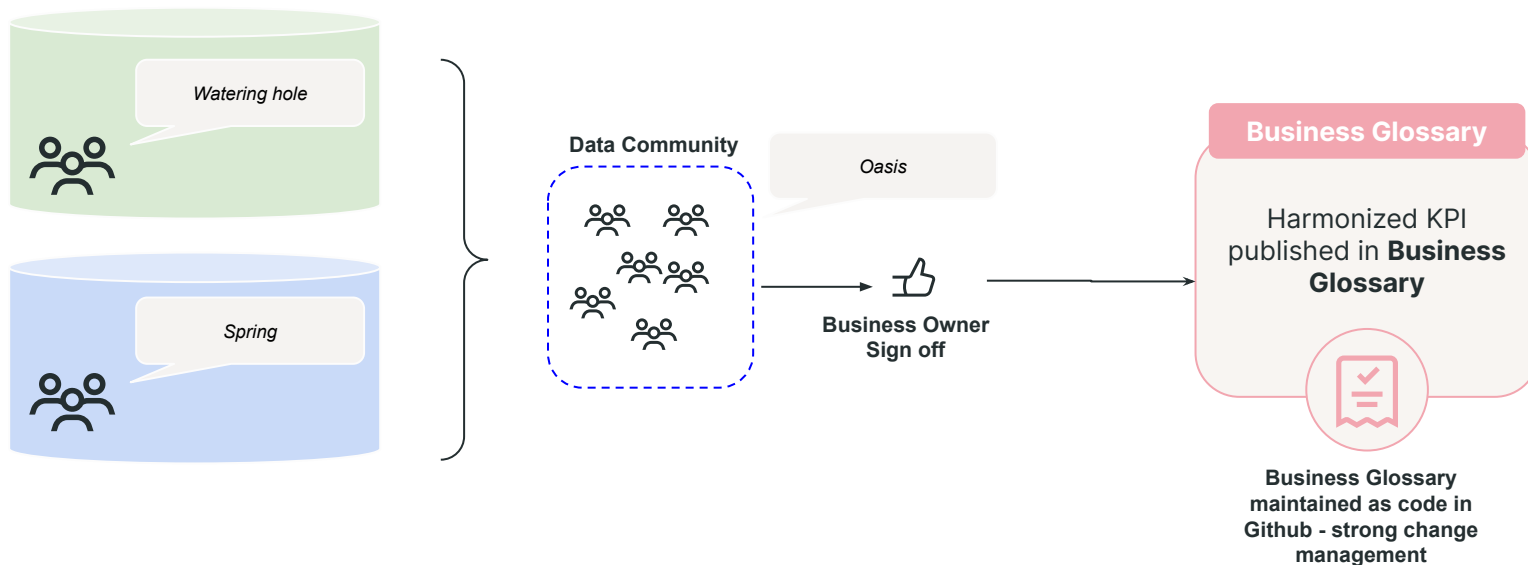 Watering hole
Spring
Data Community
Oasis
Business Owner
Sign off
Business Glossary
Harmonized KPI
published in Business
Glossary
Business Glossary
maintained as code in
Github - strong change
management